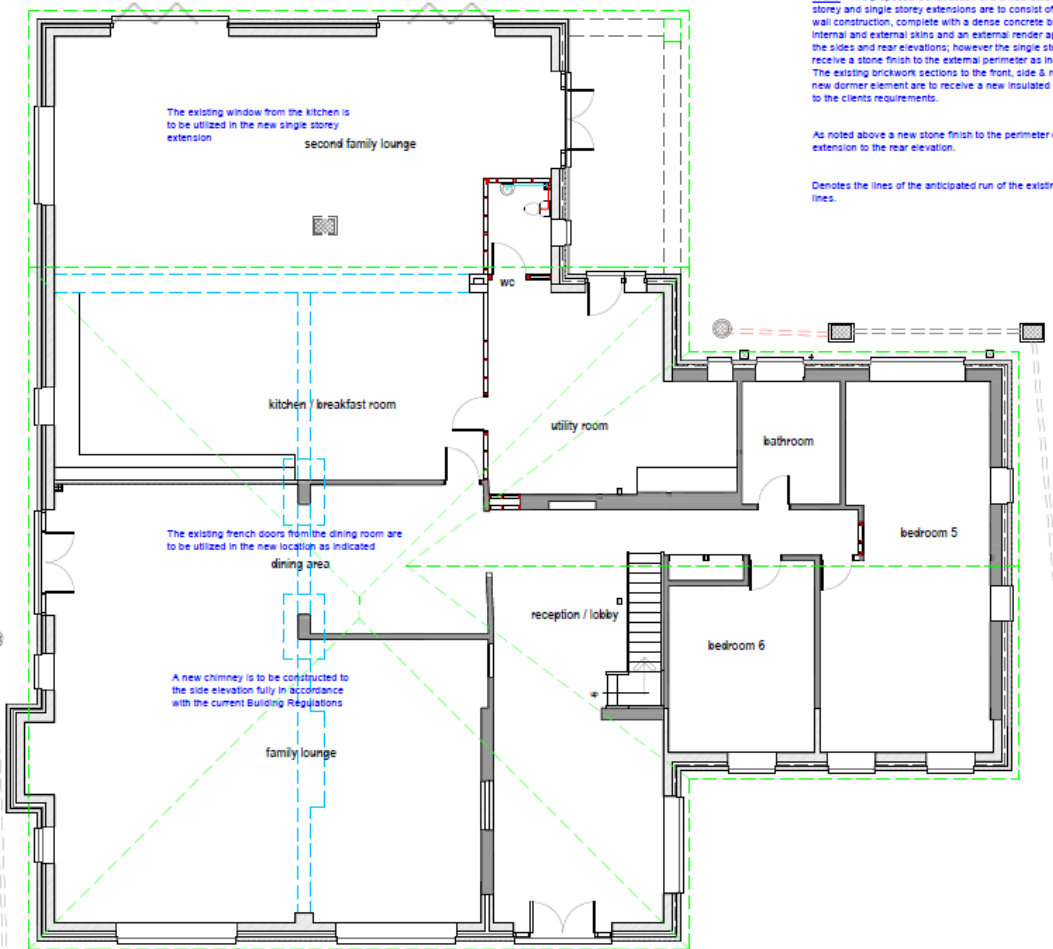 storey and single storey extensions are to consist of
wall construction, complete with a dense concrete b
internal and external skins and an external render ap
the sides and rear elevations; however the single sto
receive a stone finish to the external perimeter as in
The existing brickwork sections to the front, side & r
new dormer element are to receive a new insulated
to the clients requirements.
As noted above a new stone finish to the perimeter
extension to the rear elevation.
Denotes the lines of the anticipated run of the existin
lines.
The existing window from the kitchen is
to be utilized in the new single storey
extension
second family lounge
wc
kitchen / breakfast room
utility room
bathroom
bedroom 5
The existing french doors from the dining room are
to be utilized in the new location as indicated
dining area
reception / lobby
bedroom 6
A new chimney is to be constructed to
the side elevation fully in accordance
with the current Building Regulations
up
family lounge